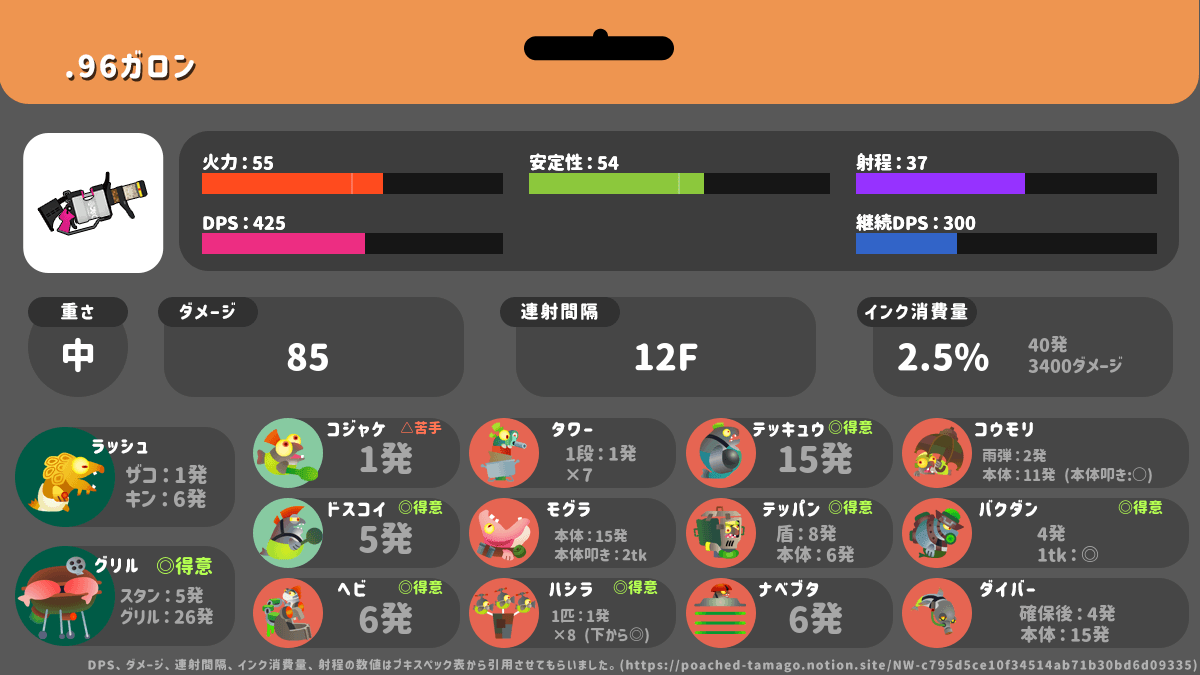 .96ガロン
火力：55
安定性：54
射程：37
DPS：425
継続DPS：300
重さ
中
ダメージ
85
連射間隔
12F
インク消費量
2.5%
40発
3400ダメージ
ラッシュ
ザコ：1発
キン：6発
グリル ◎得意
スタン：5発
グリル：26発
コジャケ △苦手
1発
ドスコイ ◎得意
5発
ヘビ ◎得意
6発
タワー
1段：1発
×7
モグラ
本体：15発
本体叩き：2tk
ハシラ ◎得意
1匹：1発
×8 (下から◎)
テッキュウ ◎得意
15発
テッパン ◎得意
盾：8発
本体：6発
ナベブタ
6発
コウモリ
雨弾：2発
本体：11発 (本体叩き:○)
バクダン ◎得意
4発
1tk：◎
ダイバー
確保後：4発
本体：15発
DPS、ダメージ、連射間隔、インク消費量、射程の数値はブキスペック表から引用させてもらいました。(https://poached-tamago.notion.site/NW-c795d5ce10f34514ab71b30bd6d09335)